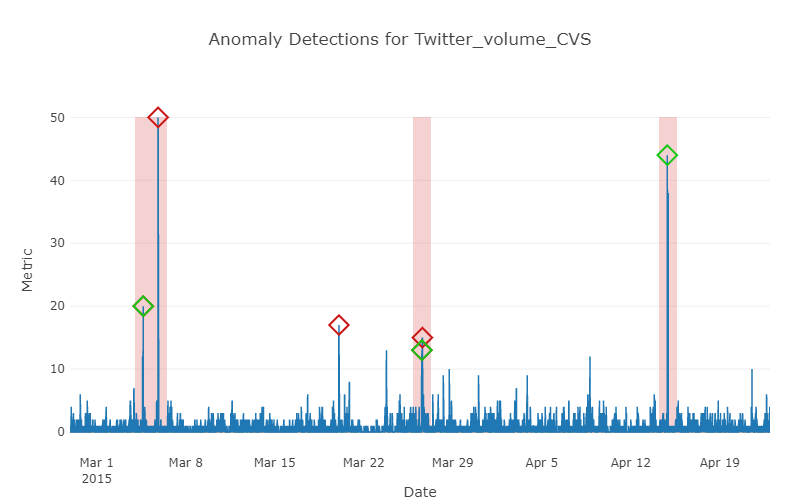 Anomaly Detections for Twitter_volume_CVS
50
40
30
20
10
0
Metric
Mar 1
2015
Mar 8
Mar 15
Mar 22
Mar 29
Apr 5
Apr 12
Apr 19
Date